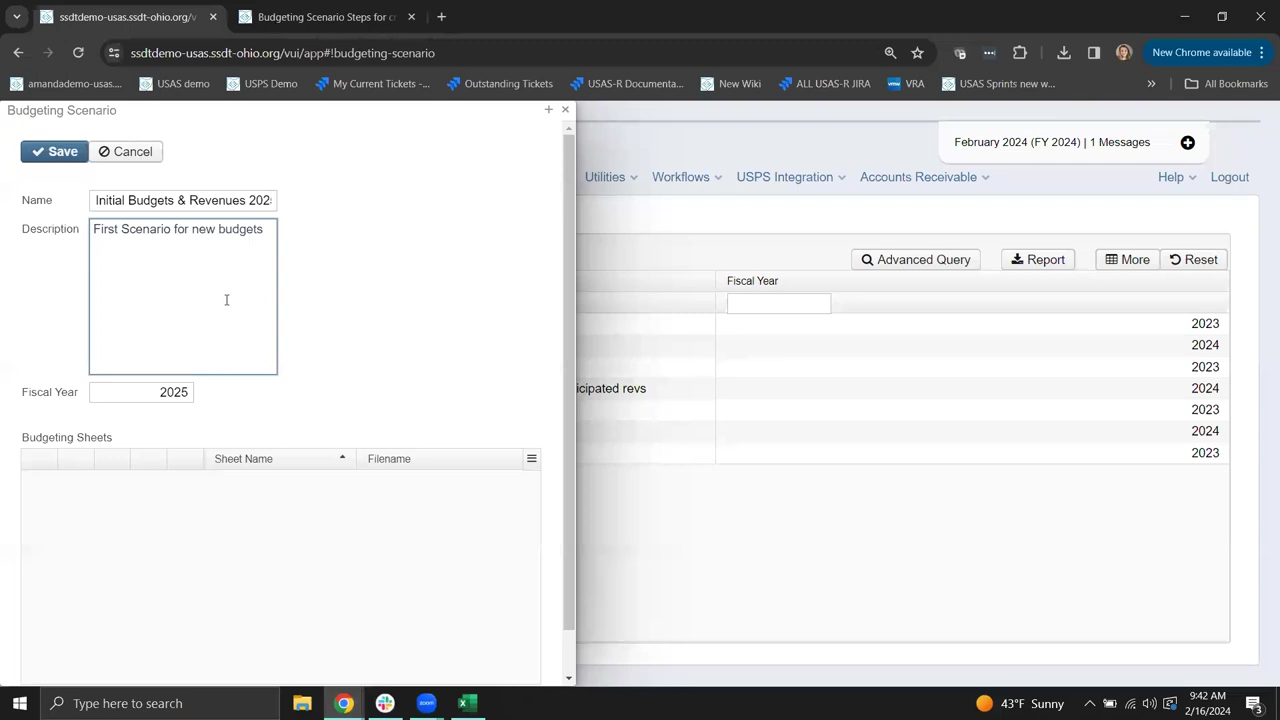 ssdtdemo-usas.ssdt-ohio.org/v
Budgeting Scenario Steps for cr
ssdtdemo-usas.ssdt-ohio.org/vui/app#!budgeting-scenario
New Chrome available
amandademo-usas....
USAS demo
USPS Demo
My Current Tickets -...
Outstanding Tickets
USAS-R Documenta...
New Wiki
ALL USAS-R JIRA
VRA
USAS Sprints new w...
All Bookmarks
Budgeting Scenario
February 2024 (FY 2024) | 1 Messages
Save
Cancel
Utilities
Workflows
USPS Integration
Accounts Receivable
Help
Logout
Name
Initial Budgets & Revenues 202
Description
First Scenario for new budgets
Fiscal Year
2025
Advanced Query
Report
More
Reset
Fiscal Year
2023
2024
2023
icipated revs
2024
2023
2024
2023
Budgeting Sheets
Sheet Name
Filename
Type here to search
43°F Sunny
9:42 AM
2/16/2024
3